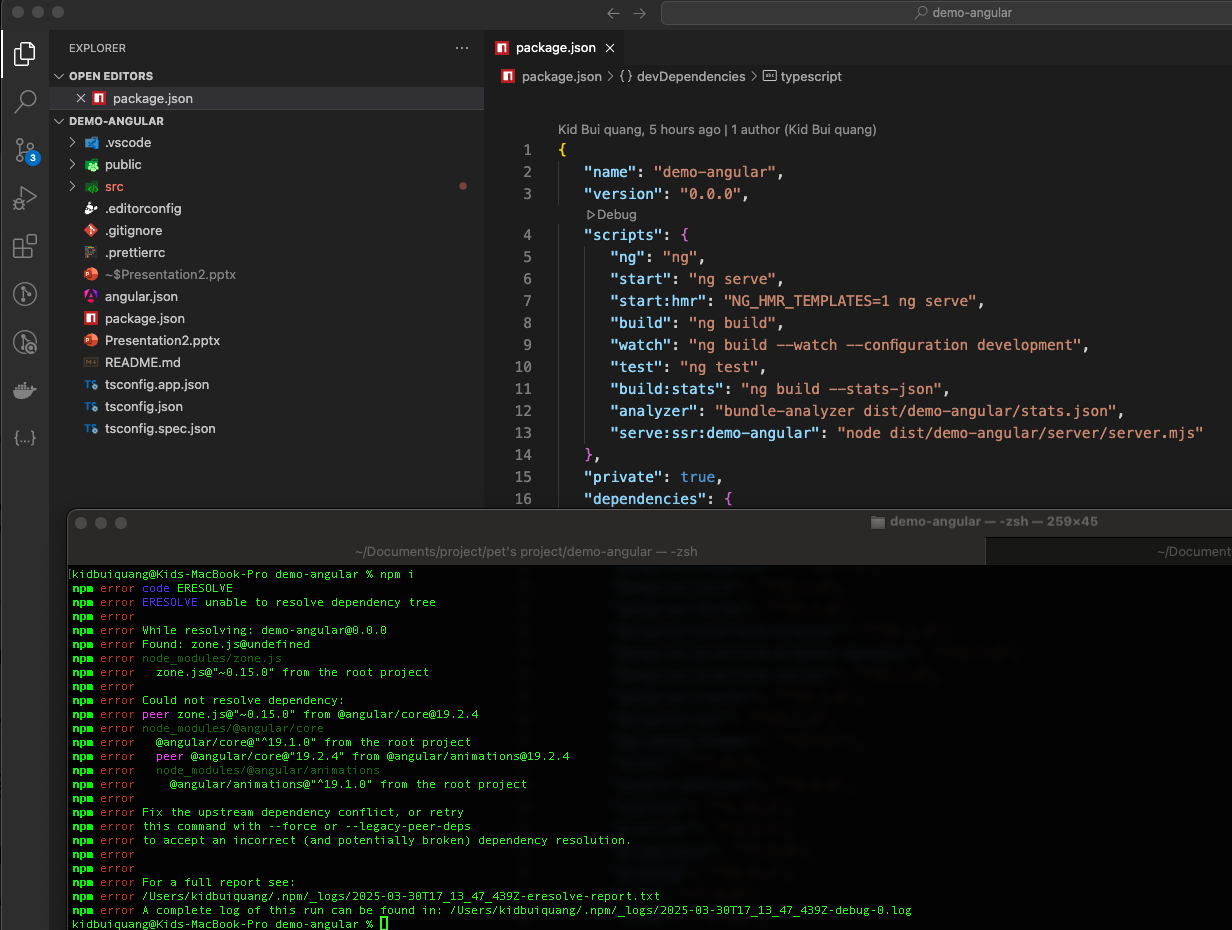 demo-angular
EXPLORER
OPEN EDITORS
package.json
DEMO-ANGULAR
.vscode
public
src
.editorconfig
.gitignore
.prettierrc
~$Presentation2.pptx
angular.json
package.json
Presentation2.pptx
README.md
tsconfig.app.json
tsconfig.json
tsconfig.spec.json
3
package.json
package.json > {} devDependencies > typescript
Kid Bui quang, 5 hours ago | 1 author (Kid Bui quang)
1 {
2 "name": "demo-angular",
3 "version": "0.0.0",
Debug
4 "scripts": {
5 "ng": "ng",
6 "start": "ng serve",
7 "start:hmr": "NG_HMR_TEMPLATES=1 ng serve",
8 "build": "ng build",
9 "watch": "ng build --watch --configuration development",
10 "test": "ng test",
11 "build:stats": "ng build --stats-json",
12 "analyzer": "bundle-analyzer dist/demo-angular/stats.json",
13 "serve:ssr:demo-angular": "node dist/demo-angular/server/server.mjs"
14 },
15 "private": true,
16 "dependencies": {
demo-angular — -zsh — 259×45
~/Documents/project/pet's project/demo-angular — -zsh
~/Document
kidbuiquang@Kids-MacBook-Pro demo-angular % npm i
npm error code ERESOLVE
npm error ERESOLVE unable to resolve dependency tree
npm error
npm error While resolving: demo-angular@0.0.0
npm error Found: zone.js@undefined
npm error node_modules/zone.js
npm error zone.js@"~0.15.0" from the root project
npm error
npm error Could not resolve dependency:
npm error peer zone.js@"~0.15.0" from @angular/core@19.2.4
npm error node_modules/@angular/core
npm error @angular/core@"^19.1.0" from the root project
npm error peer @angular/core@"19.2.4" from @angular/animations@19.2.4
npm error node_modules/@angular/animations
npm error @angular/animations@"^19.1.0" from the root project
npm error
npm error Fix the upstream dependency conflict, or retry
npm error this command with --force or --legacy-peer-deps
npm error to accept an incorrect (and potentially broken) dependency resolution.
npm error
npm error
npm error For a full report see:
npm error /Users/kidbuiquang/.npm/_logs/2025-03-30T17_13_47_439Z-eresolve-report.txt
npm error A complete log of this run can be found in: /Users/kidbuiquang/.npm/_logs/2025-03-30T17_13_47_439Z-debug-0.log
kidbuiquang@Kids-MacBook-Pro demo-angular %